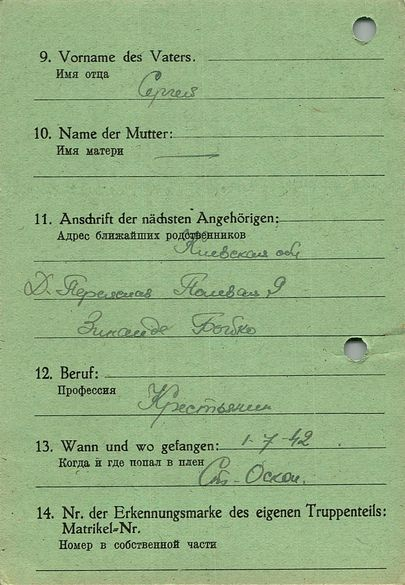 9. Vorname des Vaters.
Имя отца
Сергей
10. Name der Mutter:
Имя матери
11. Anschrift der nächsten Angehörigen:
Адрес ближайших родственников
Киевская обл
Д. Переяслав Полевая 9
Зинаиде Бобко
12. Beruf:
Профессия
Крестьянин
13. Wann und wo gefangen: 1-7-42
Когда и где попал в плен
Ст-Оскол.
14. Nr. der Erkennungsmarke des eigenen Truppenteils:
Matrikel-Nr.
Номер в собственной части